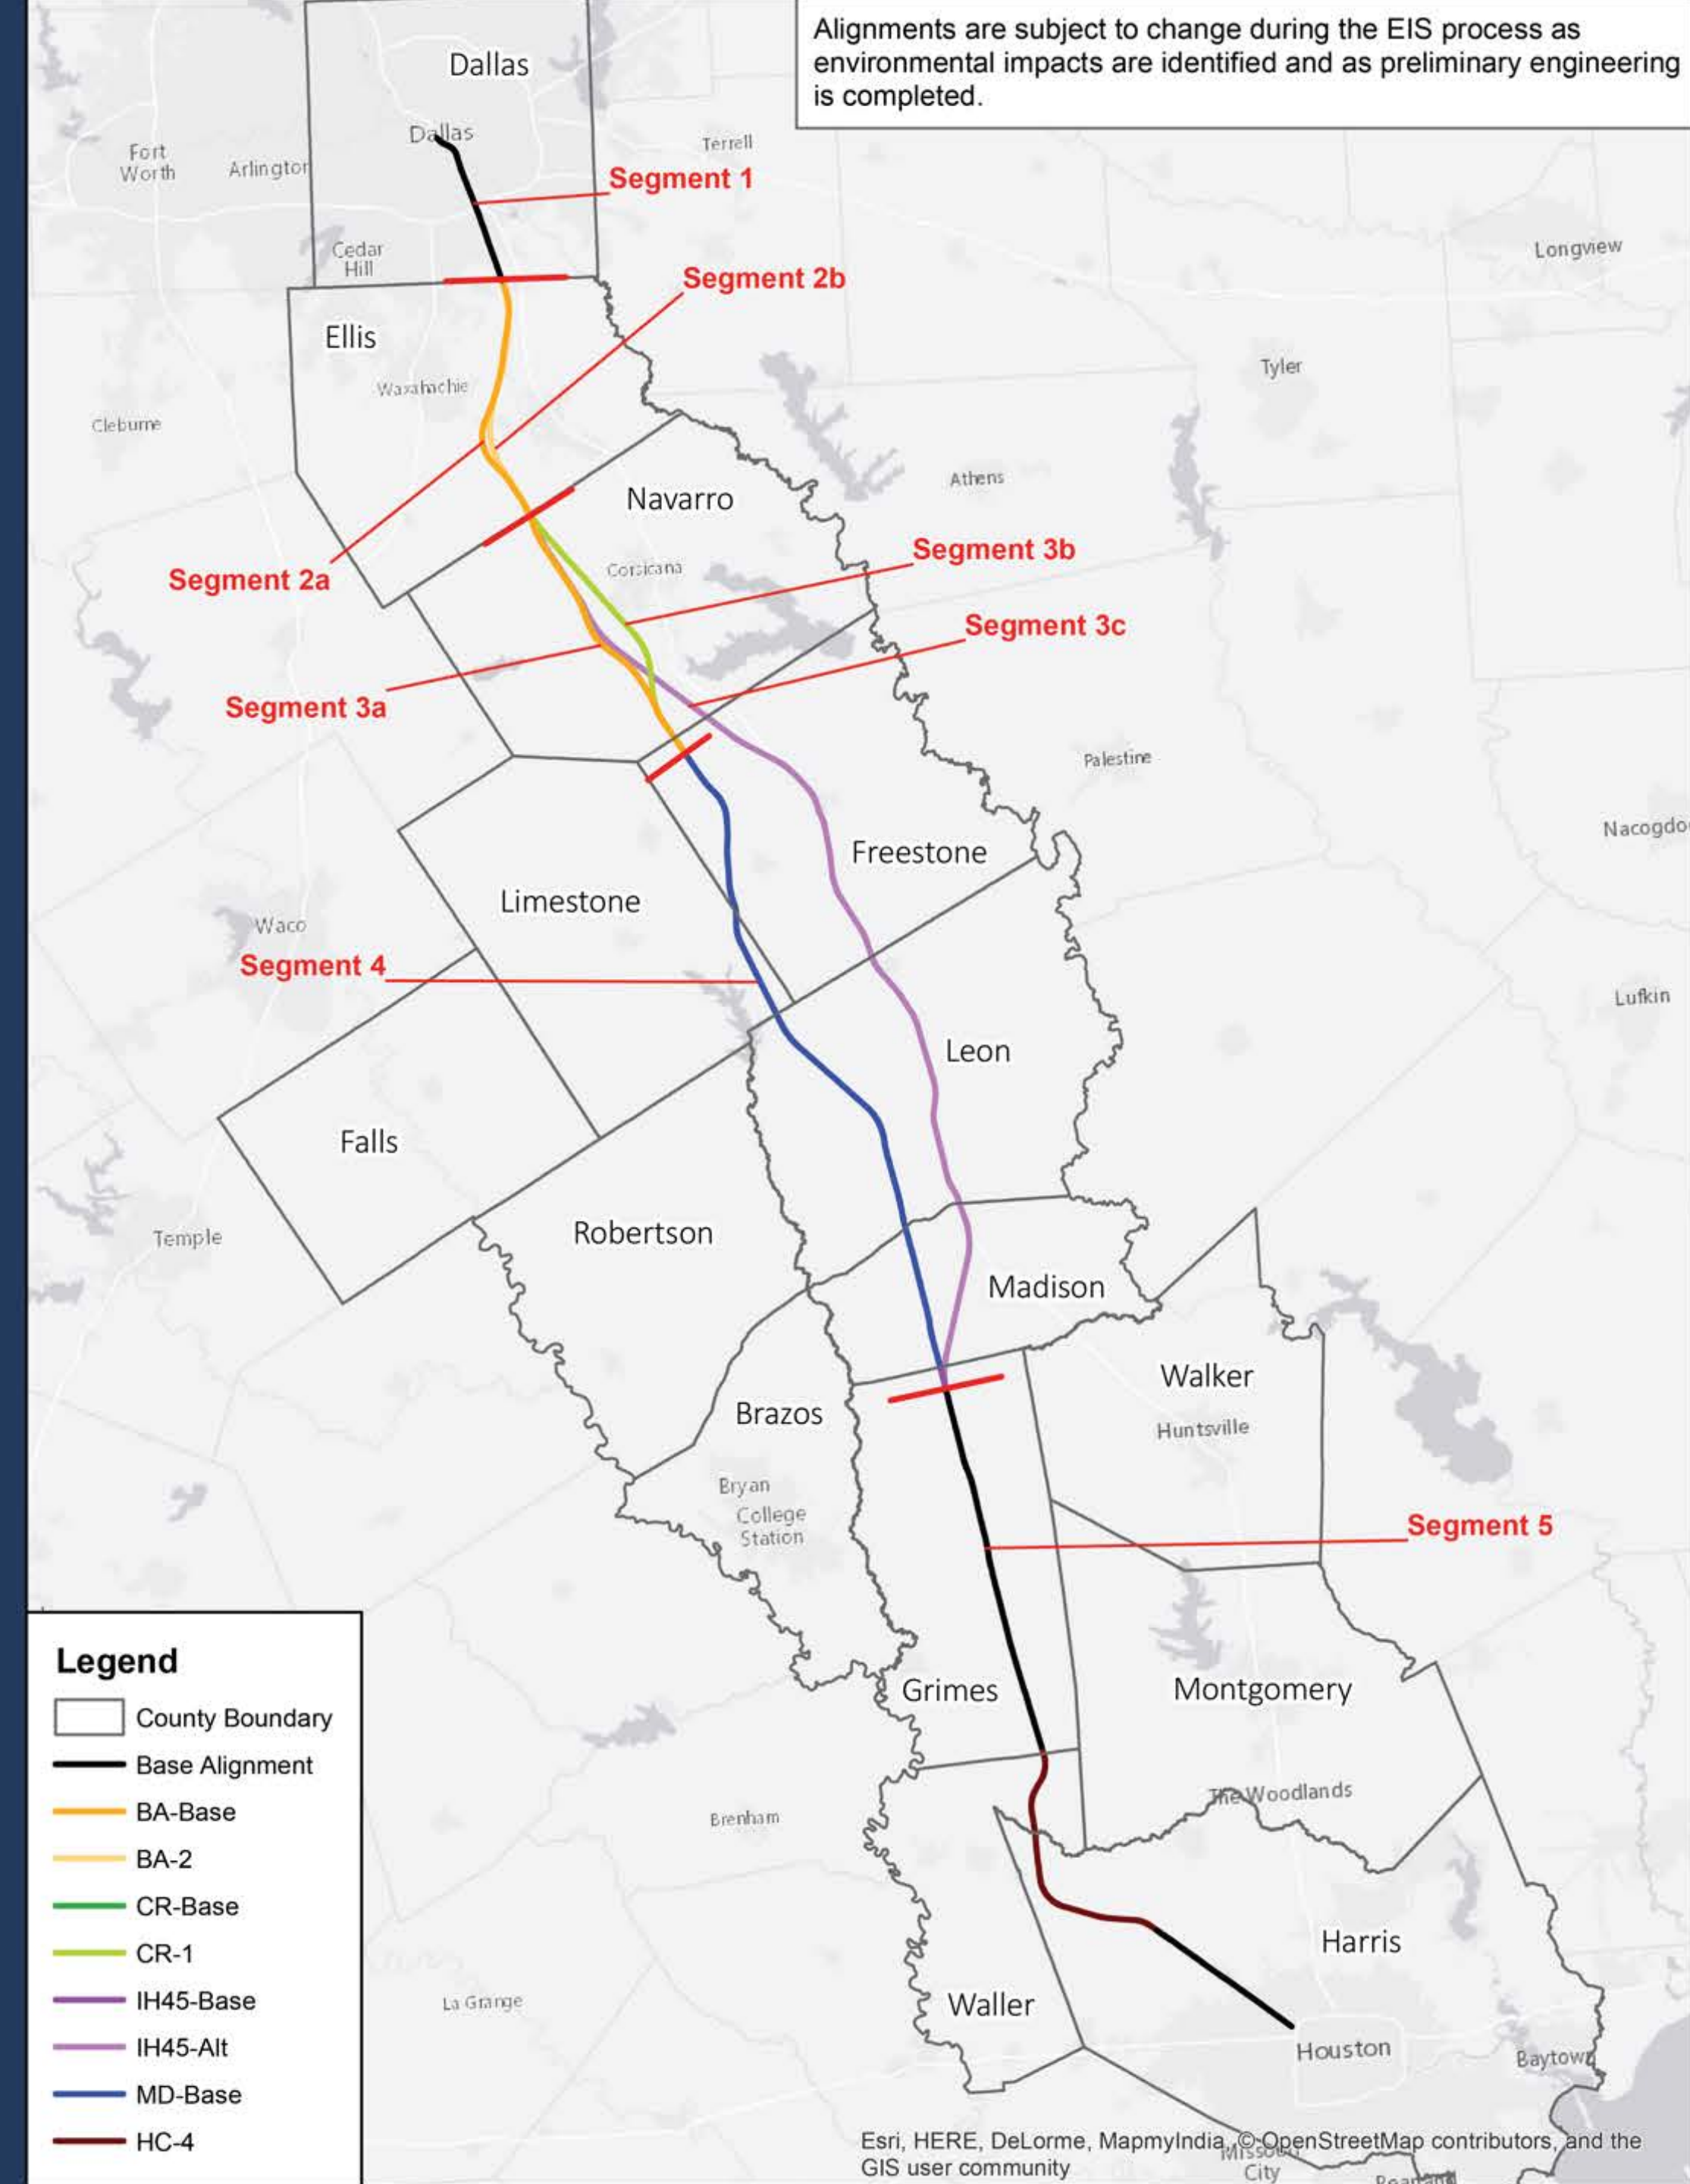 Alignments are subject to change during the EIS process as
environmental impacts are identified and as preliminary engineering
is completed.
Dallas
Dallas
Fort
Worth
Arlington
Terrell
Segment 1
Cedar
Hill
Longview
Segment 2b
Ellis
Tyler
Waxahachie
Cleburne
Athens
Navarro
Segment 3b
Corsicana
Segment 2a
Segment 3c
Segment 3a
Palestine
Nacogdo
Freestone
Limestone
Waco
Segment 4
Lufkin
Leon
Falls
Robertson
Temple
Madison
Walker
Brazos
Huntsville
Bryan
College
Station
Segment 5
Grimes
Montgomery
The Woodlands
Brenham
Harris
La Grange
Waller
Houston
Baytown
Legend
County Boundary
Base Alignment
BA-Base
BA-2
CR-Base
CR-1
IH45-Base
IH45-Alt
MD-Base
HC-4
Esri, HERE, DeLorme, MapmyIndia, © OpenStreetMap contributors, and the
GIS user community
Missouri
City